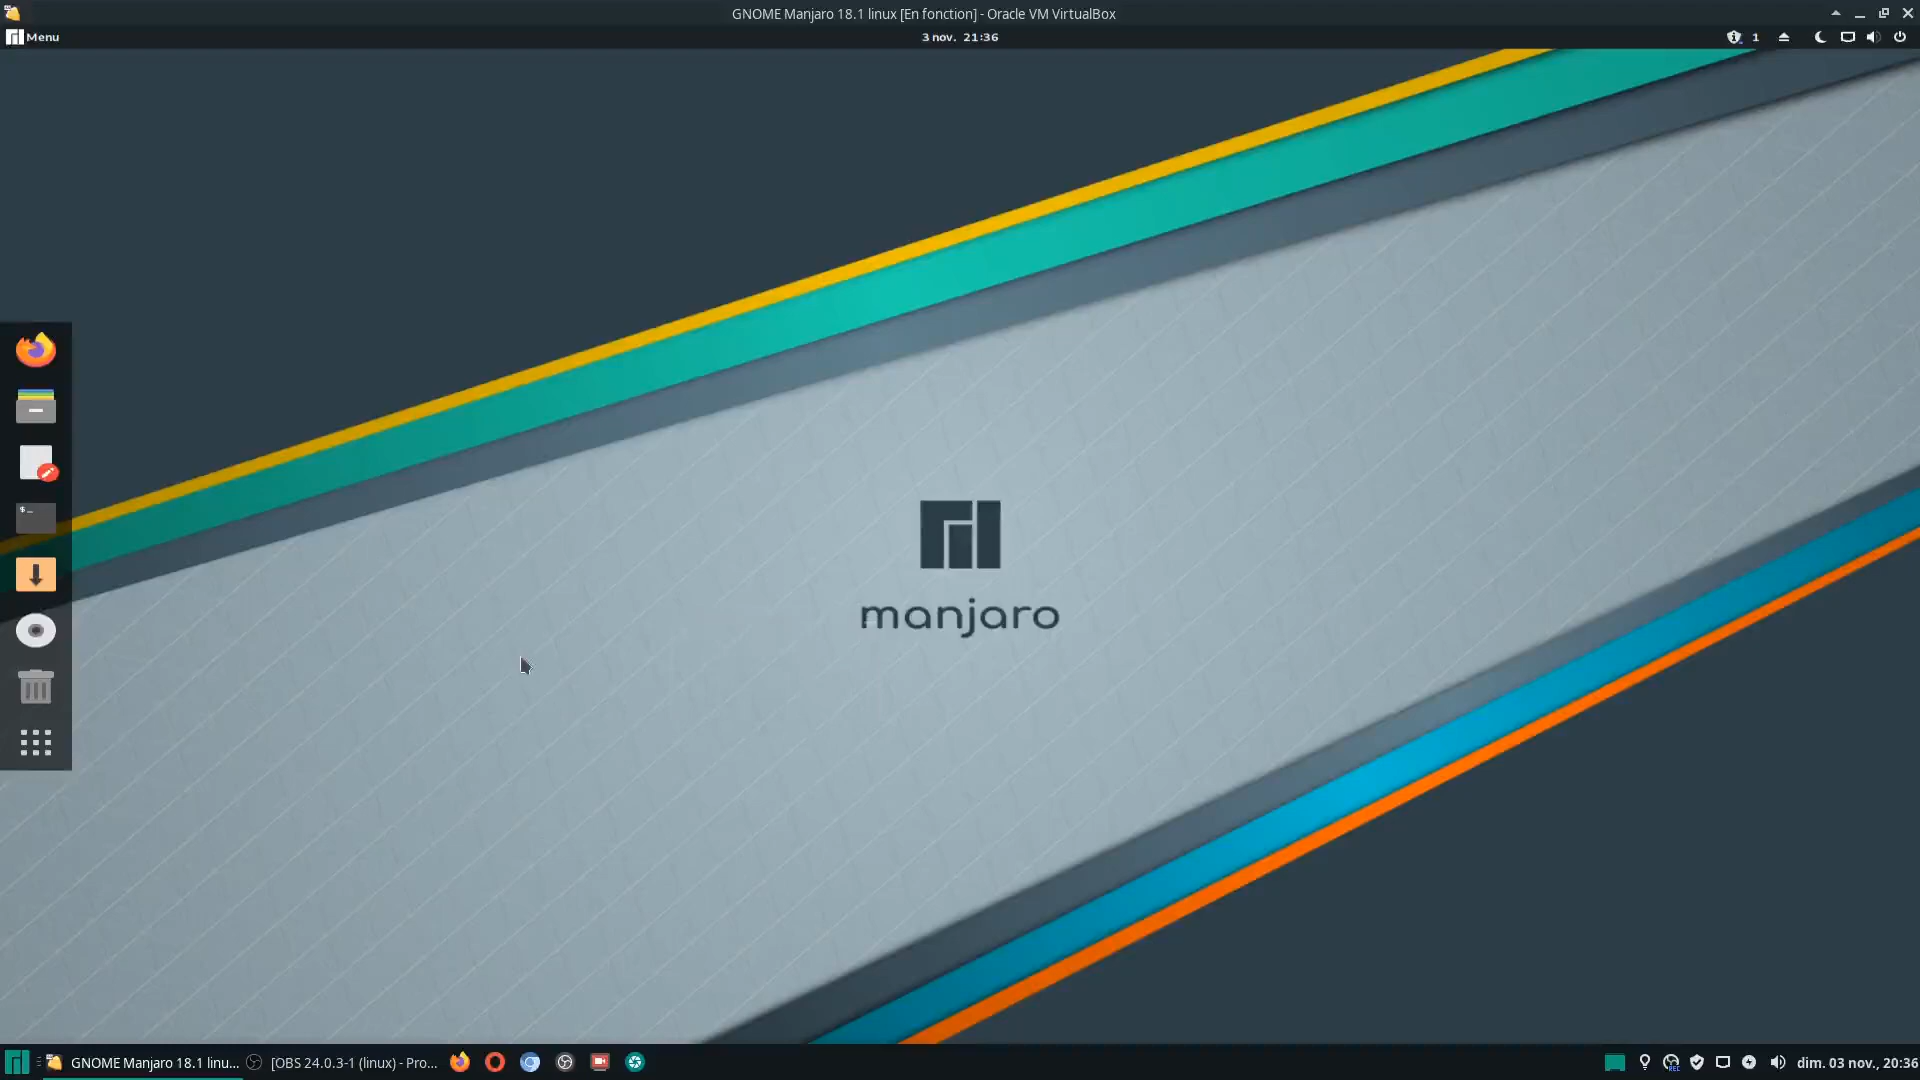 GNOME Manjaro 18.1 linux [En fonction] - Oracle VM VirtualBox
Menu
3 nov. 21:36
1
$_
manjaro
GNOME Manjaro 18.1 linu...
[OBS 24.0.3-1 (linux) - Pro...
REC
dim. 03 nov., 20:36